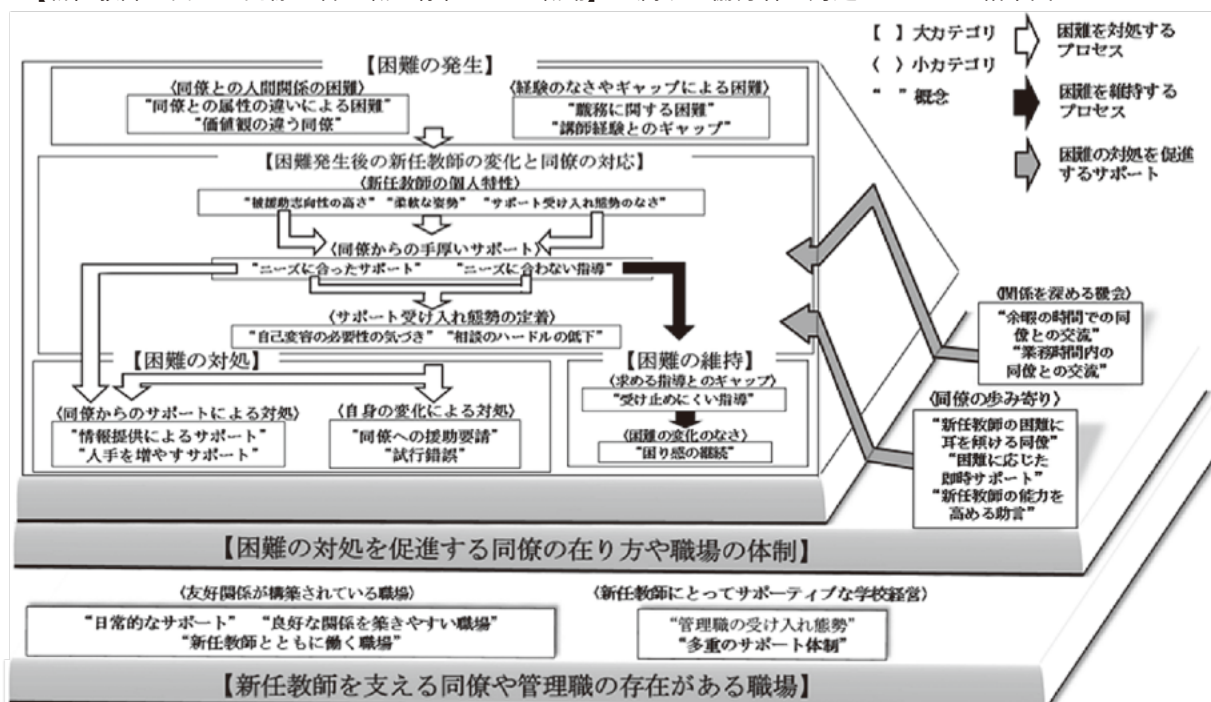 【 】大カテゴリ
〈 〉小カテゴリ
“ ”概念
困難を対処する
プロセス
困難を維持する
プロセス
困難の対処を促進
するサポート
【困難の発生】
〈同僚との人間関係の困難〉
“同僚との属性の違いによる困難”
“価値観の違う同僚”
〈経験のなさやギャップによる困難〉
“職務に関する困難”
“講師経験とのギャップ”
【困難発生後の新任教師の変化と同僚の対応】
〈新任教師の個人特性〉
“被援助志向性の高さ” “柔軟な姿勢” “サポート受け入れ態勢のなさ”
〈同僚からの手厚いサポート〉
“ニーズに合ったサポート” “ニーズに合わない指導”
〈サポート受け入れ態勢の定着〉
“自己変容の必要性の気づき” “相談のハードルの低下”
【困難の対処】
〈同僚からのサポートによる対処〉
“情報提供によるサポート”
“人手を増やすサポート”
〈自身の変化による対処〉
“同僚への援助要請”
“試行錯誤”
【困難の維持】
〈求める指導とのギャップ〉
“受け止めにくい指導”
〈困難の変化のなさ〉
“困り感の継続”
〈関係を深める機会〉
“余暇の時間での同
僚との交流”
“業務時間内の
同僚との交流”
〈同僚の歩み寄り〉
“新任教師の困難に
耳を傾ける同僚”
“困難に応じた
即時サポート”
“新任教師の能力を
高める助言”
【困難の対処を促進する同僚の在り方や職場の体制】
〈友好関係が構築されている職場〉
“日常的なサポート” “良好な関係を築きやすい職場”
“新任教師とともに働く職場”
〈新任教師にとってサポーティブな学校経営〉
“管理職の受け入れ態勢”
“多重のサポート体制”
【新任教師を支える同僚や管理職の存在がある職場】